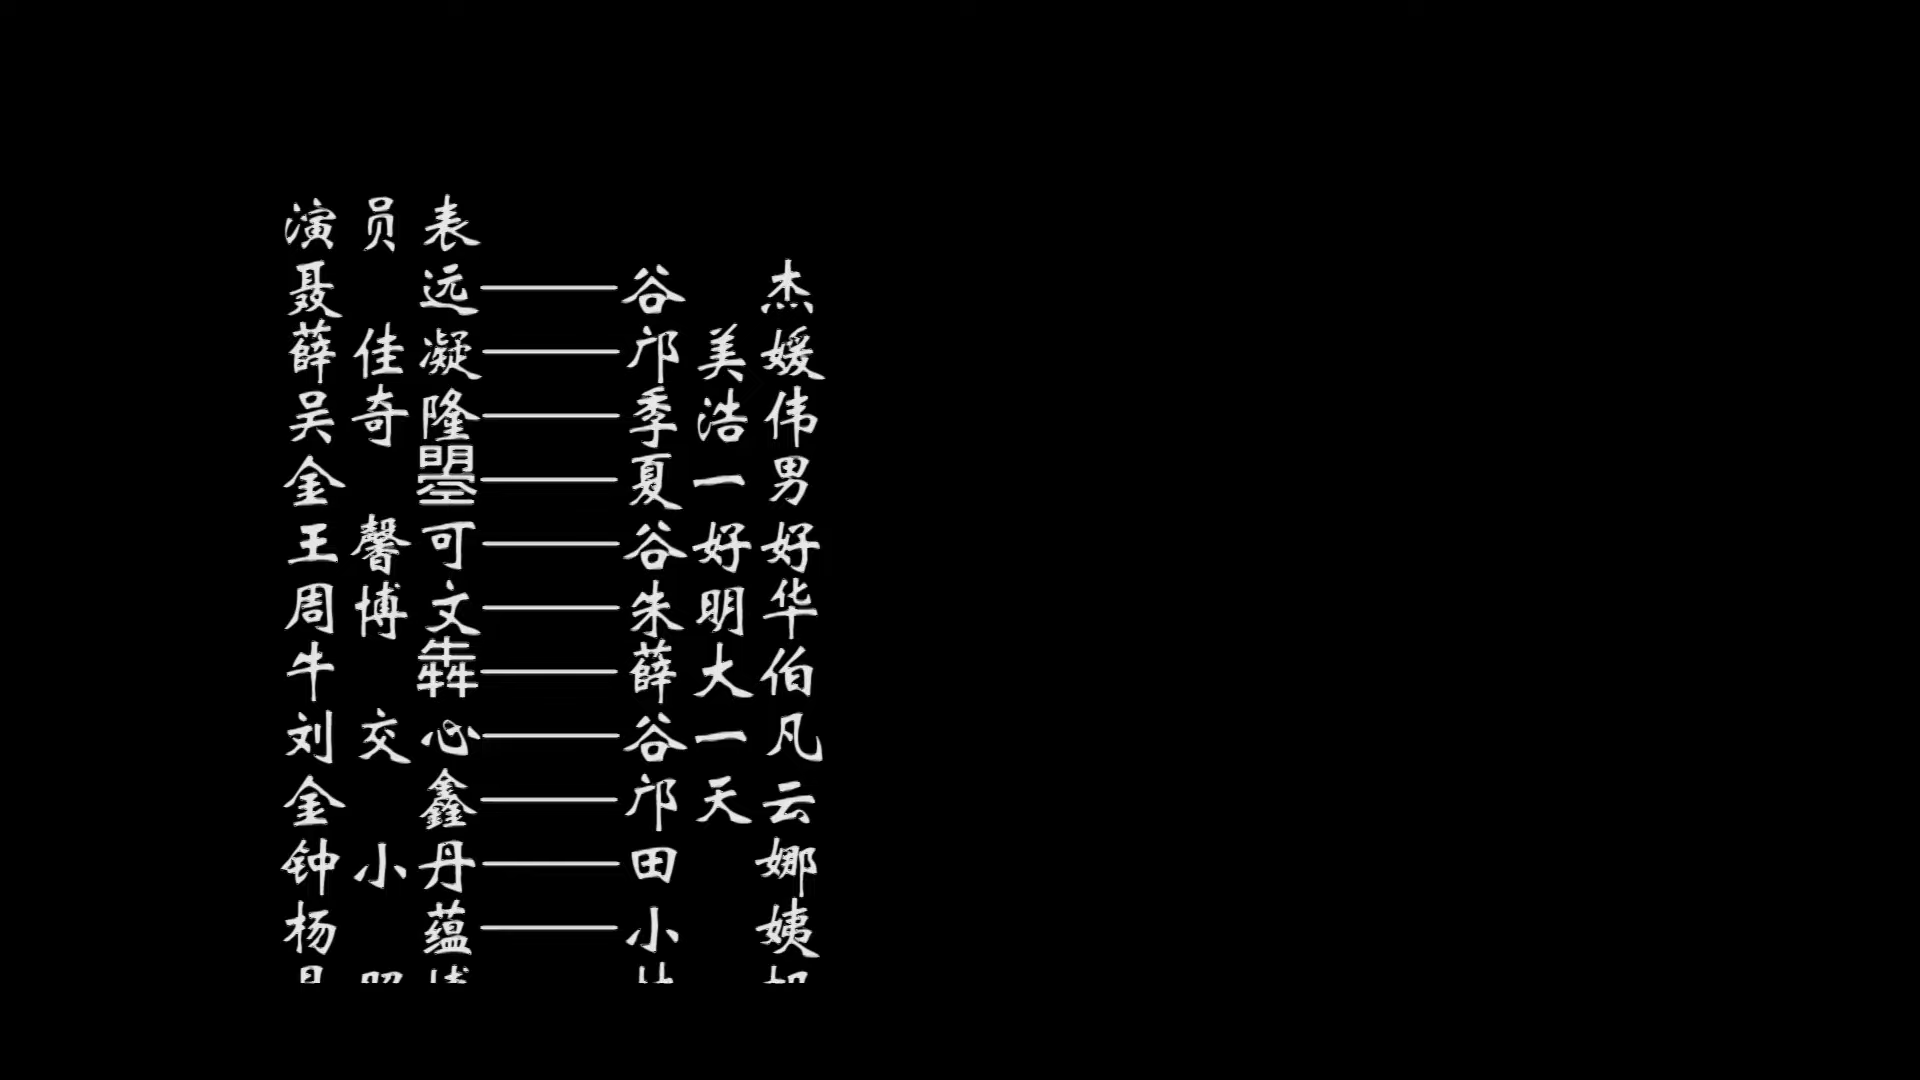 演员表
聂　远——谷　杰
薛佳凝——邝美媛
吴奇隆——季浩伟
金　曌——夏一男
王馨可——谷好好
周博文——朱明华
牛　犇——薛大伯
刘交心——谷一凡
金　鑫——邝天云
钟小丹——田　娜
杨　蕴——小　姨